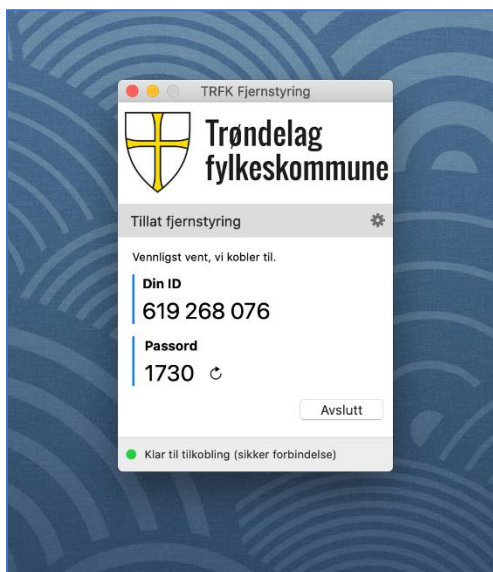 TRFK Fjernstyring
Trøndelag
fylkeskommune
Tillat fjernstyring
Vennligst vent, vi kobler til.
Din ID
619 268 076
Passord
1730
Avslutt
Klar til tilkobling (sikker forbindelse)